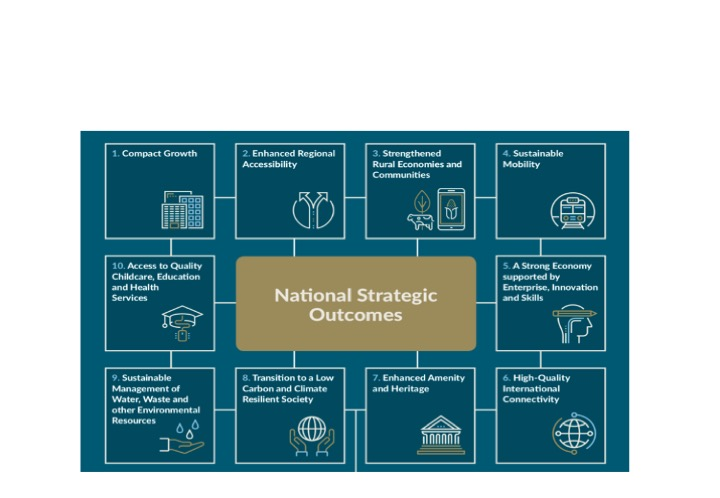 1. Compact Growth
2. Enhanced Regional
Accessibility
3. Strengthened
Rural Economies and
Communities
4. Sustainable
Mobility
10. Access to Quality
Childcare, Education
and Health
Services
National Strategic
Outcomes
5. A Strong Economy
supported by
Enterprise, Innovation
and Skills
9. Sustainable
Management of
Water, Waste and
other Environmental
Resources
8. Transition to a Low
Carbon and Climate
Resilient Society
7. Enhanced Amenity
and Heritage
6. High-Quality
International
Connectivity